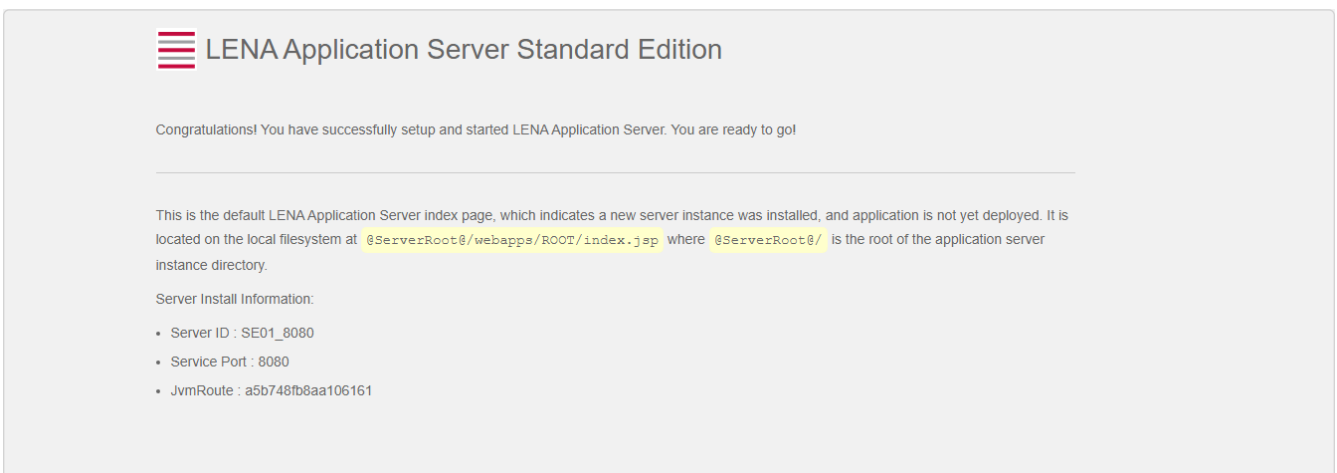 LENA Application Server Standard Edition
Congratulations! You have successfully setup and started LENA Application Server. You are ready to go!
This is the default LENA Application Server index page, which indicates a new server instance was installed, and application is not yet deployed. It is
located on the local filesystem at @ServerRoot@/webapps/ROOT/index.jsp where @ServerRoot@/ is the root of the application server
instance directory.
Server Install Information:
• Server ID : SE01_8080
• Service Port : 8080
• JvmRoute : a5b748fb8aa106161